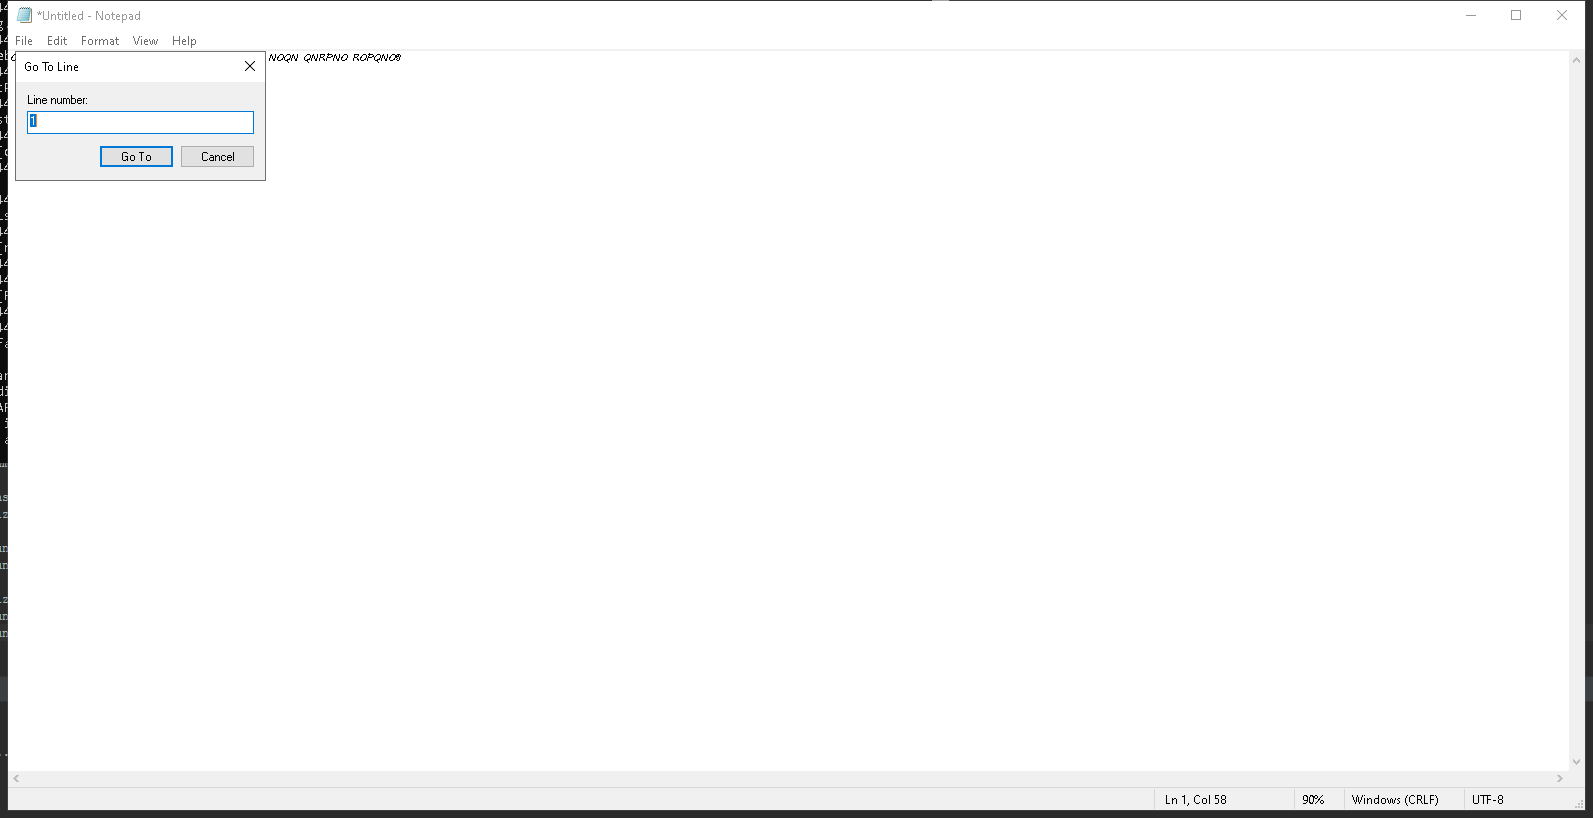 *Untitled - Notepad
File Edit Format View Help
NOQN QNRPNO ROPQNO9
Go To Line
Line number:
1
Go To Cancel
Ln 1, Col 58 90% Windows (CRLF) UTF-8